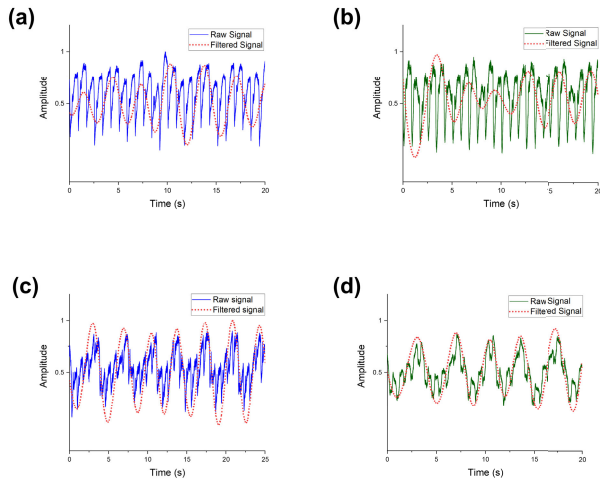 (a)
Raw Signal
Filtered Signal
1
0.5
Amplitude
0 5 10 15 20
Time (s)
(b)
Raw Signal
Filtered Signal
1
0.5
Amplitude
0 5 10 15 20
Time (s)
(c)
Raw signal
Filtered signal
1
0.5
Amplitude
0 5 10 15 20 25
Time (s)
(d)
Raw Signal
Filtered Signal
1
0.5
Amplitude
0 5 10 15 20
Time (s)